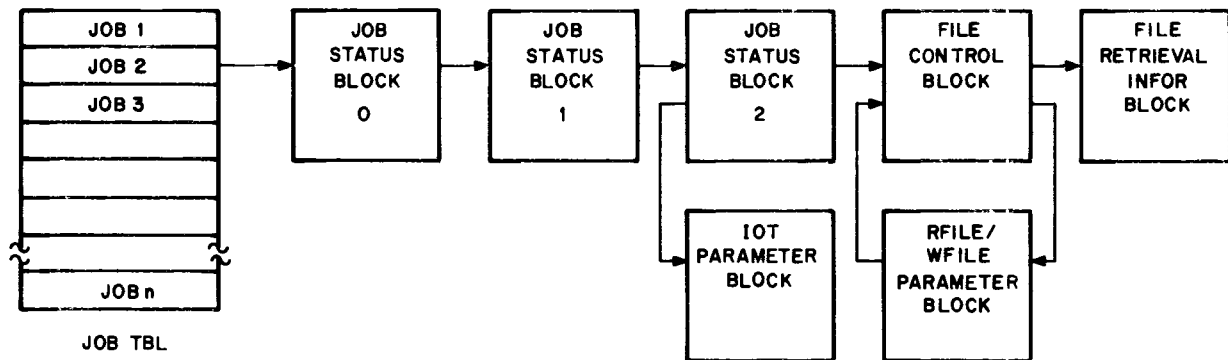 JOB 1
JOB 2
JOB 3
JOB n
JOB TBL
JOB
STATUS
BLOCK
0
JOB
STATUS
BLOCK
1
JOB
STATUS
BLOCK
2
FILE
CONTROL
BLOCK
FILE
RETRIEVAL
INFOR
BLOCK
IOT
PARAMETER
BLOCK
RFILE/
WFILE
PARAMETER
BLOCK